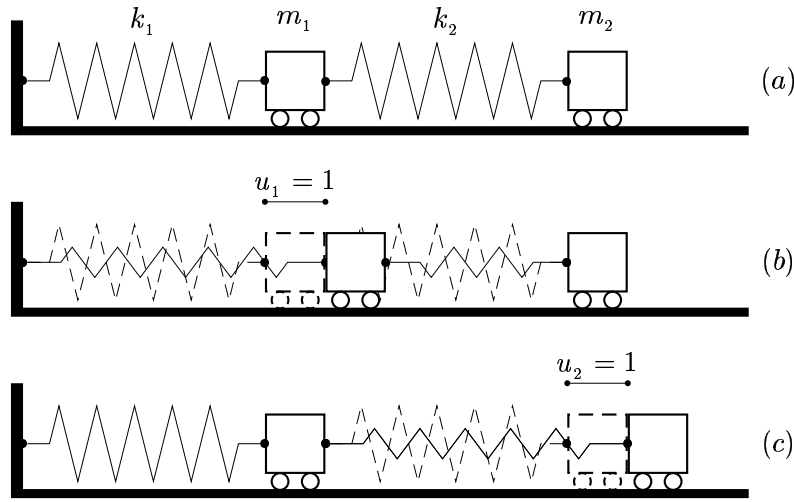 k₁ m₁ k₂ m₂
(a)
u₁ = 1
(b)
u₂ = 1
(c)